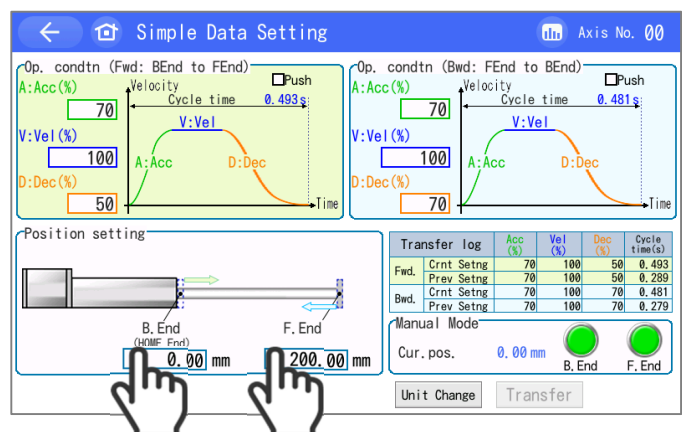 Simple Data Setting
Axis No. 00
Op. condtn (Fwd: BEnd to FEnd)
A:Acc(%)
70
V:Vel(%)
100
D:Dec(%)
50
Velocity
Push
Cycle time 0.493s
V:Vel
A:Acc
D:Dec
Time
Op. condtn (Bwd: FEnd to BEnd)
A:Acc(%)
70
V:Vel(%)
100
D:Dec(%)
70
Velocity
Push
Cycle time 0.481s
V:Vel
A:Acc
D:Dec
Time
Position setting
B.End
(HOME End)
0.00 mm
F.End
200.00 mm
Transfer log Acc (%) Vel (%) Dec (%) Cycle time(s)
Fwd. Crnt Setng 70 100 50 0.493
Prev Setng 70 100 50 0.289
Bwd. Crnt Setng 70 100 70 0.481
Prev Setng 70 100 70 0.279
Manual Mode
Cur.pos. 0.00 mm
B.End
F.End
Unit Change
Transfer